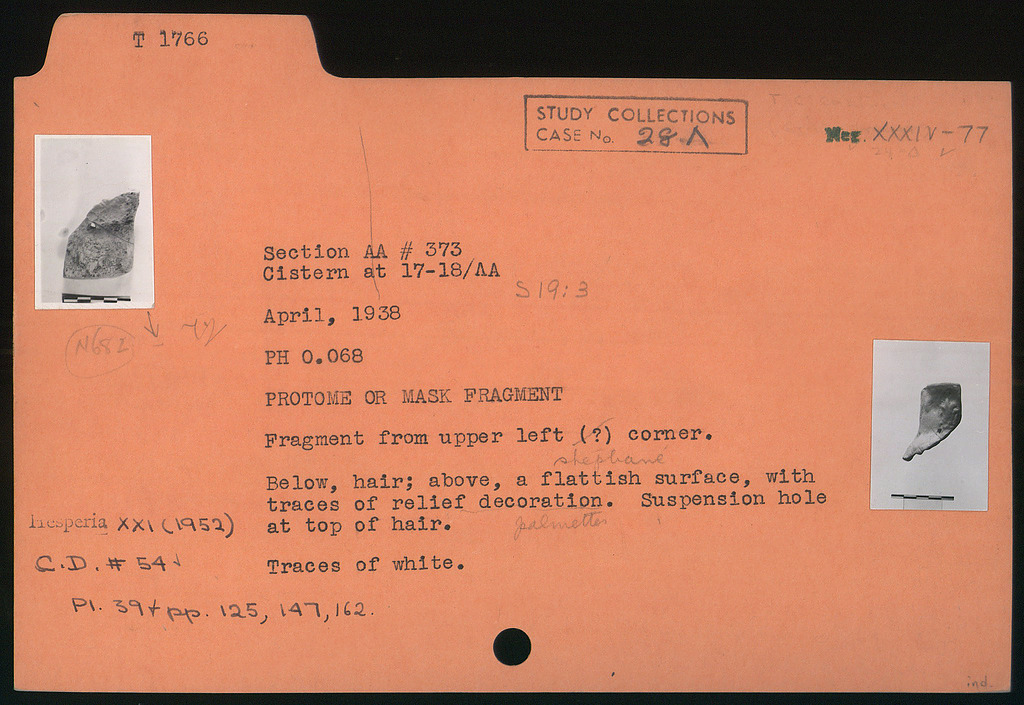 T 1766
STUDY COLLECTIONS
CASE No. 28 A
Neg. XXXIV-77
Section AA # 373
Cistern at 17-18/AA
S 19:3
April, 1938
N682
PH 0.068
PROTOME OR MASK FRAGMENT
Fragment from upper left (?) corner.
stephane
Below, hair; above, a flattish surface, with
traces of relief decoration. Suspension hole
at top of hair.
palmettes
Hesperia XXI (1952)
C.D. # 54
Traces of white.
Pl. 39 + pp. 125, 147, 162.
ind.